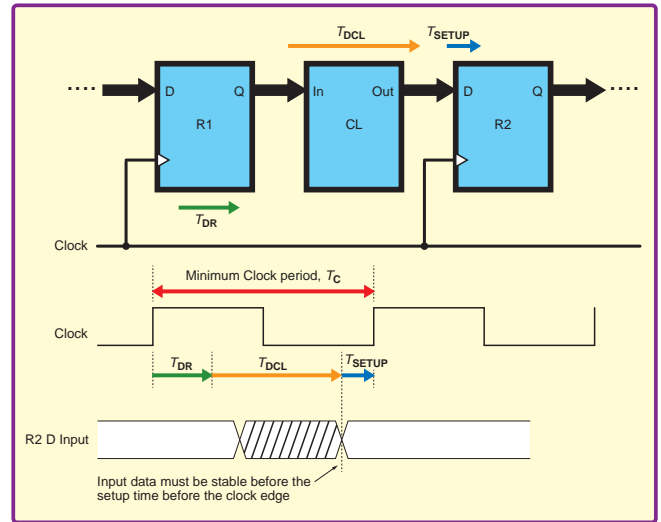 TDCL
TSETUP
....
D
Q
In
Out
D
Q
....
R1
CL
R2
TDR
Clock
Minimum Clock period, TC
Clock
TDR
TDCL
TSETUP
R2 D Input
Input data must be stable before the
setup time before the clock edge